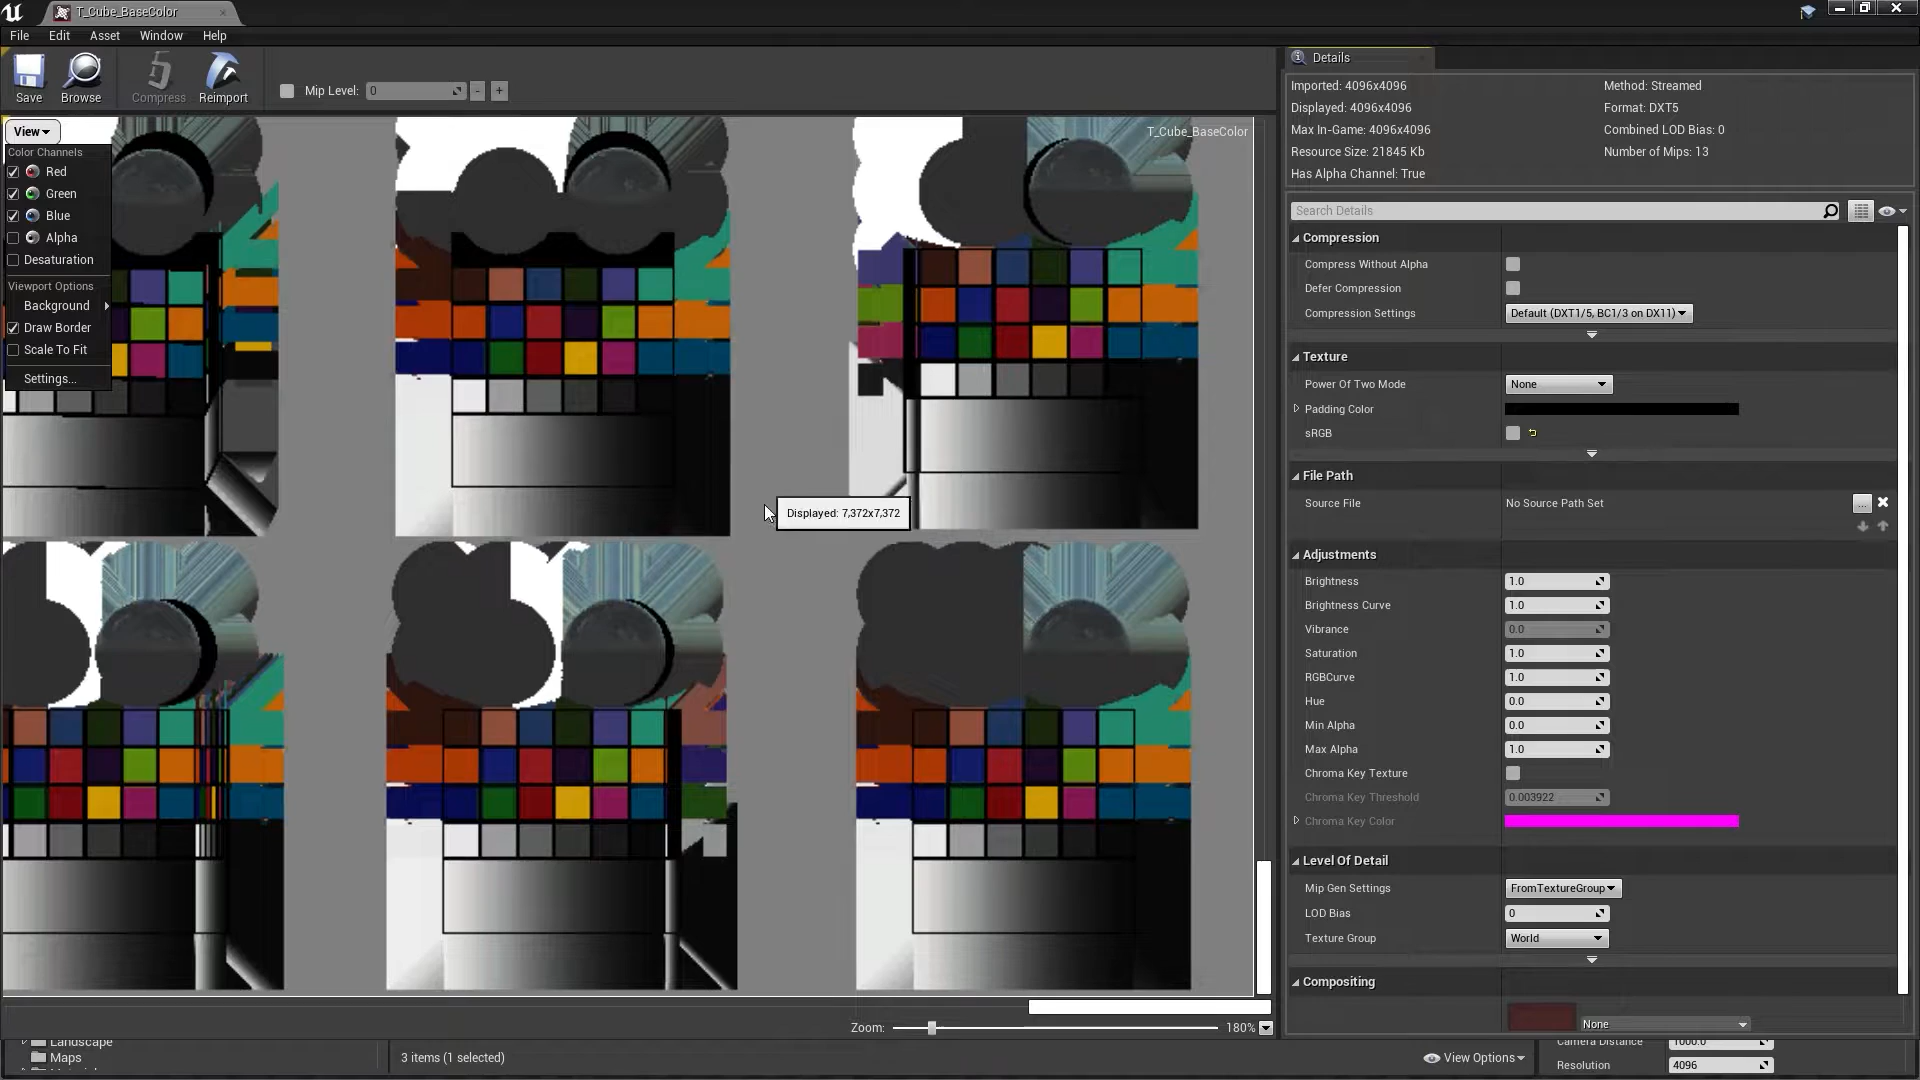 T_Cube_BaseColor
File Edit Asset Window Help
Save Browse Compress Reimport Mip Level: 0 - +
View
T_Cube_BaseColor
Color Channels
Red
Green
Blue
Alpha
Desaturation
Viewport Options
Background
Draw Border
Scale To Fit
Settings...
Displayed: 7,372x7,372
Zoom: 180%
Details
Imported: 4096x4096 Method: Streamed
Displayed: 4096x4096 Format: DXT5
Max In-Game: 4096x4096 Combined LOD Bias: 0
Resource Size: 21845 Kb Number of Mips: 13
Has Alpha Channel: True
Search Details
Compression
Compress Without Alpha
Defer Compression
Compression Settings Default (DXT1/5, BC1/3 on DX11)
Texture
Power Of Two Mode None
Padding Color
sRGB
File Path
Source File No Source Path Set ...
Adjustments
Brightness 1.0
Brightness Curve 1.0
Vibrance 0.0
Saturation 1.0
RGBCurve 1.0
Hue 0.0
Min Alpha 0.0
Max Alpha 1.0
Chroma Key Texture
Chroma Key Threshold 0.003922
Chroma Key Color
Level Of Detail
Mip Gen Settings FromTextureGroup
LOD Bias 0
Texture Group World
Compositing
None
Landscape
Maps
3 items (1 selected) View Options
Camera Distance 1000.0
Resolution 4096